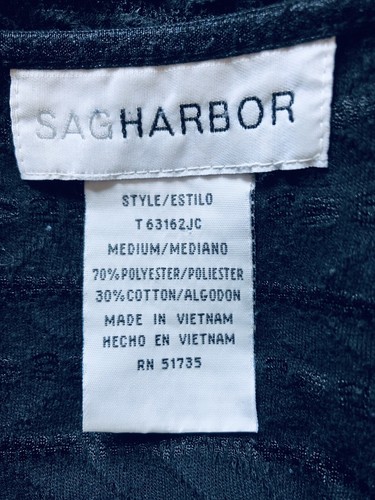 SAGHARBOR
STYLE/ESTILO
T63162JC
MEDIUM/MEDIANO
70%POLYESTER/POLIESTER
30%COTTON/ALGODON
MADE IN VIETNAM
HECHO EN VIETNAM
RN 51735